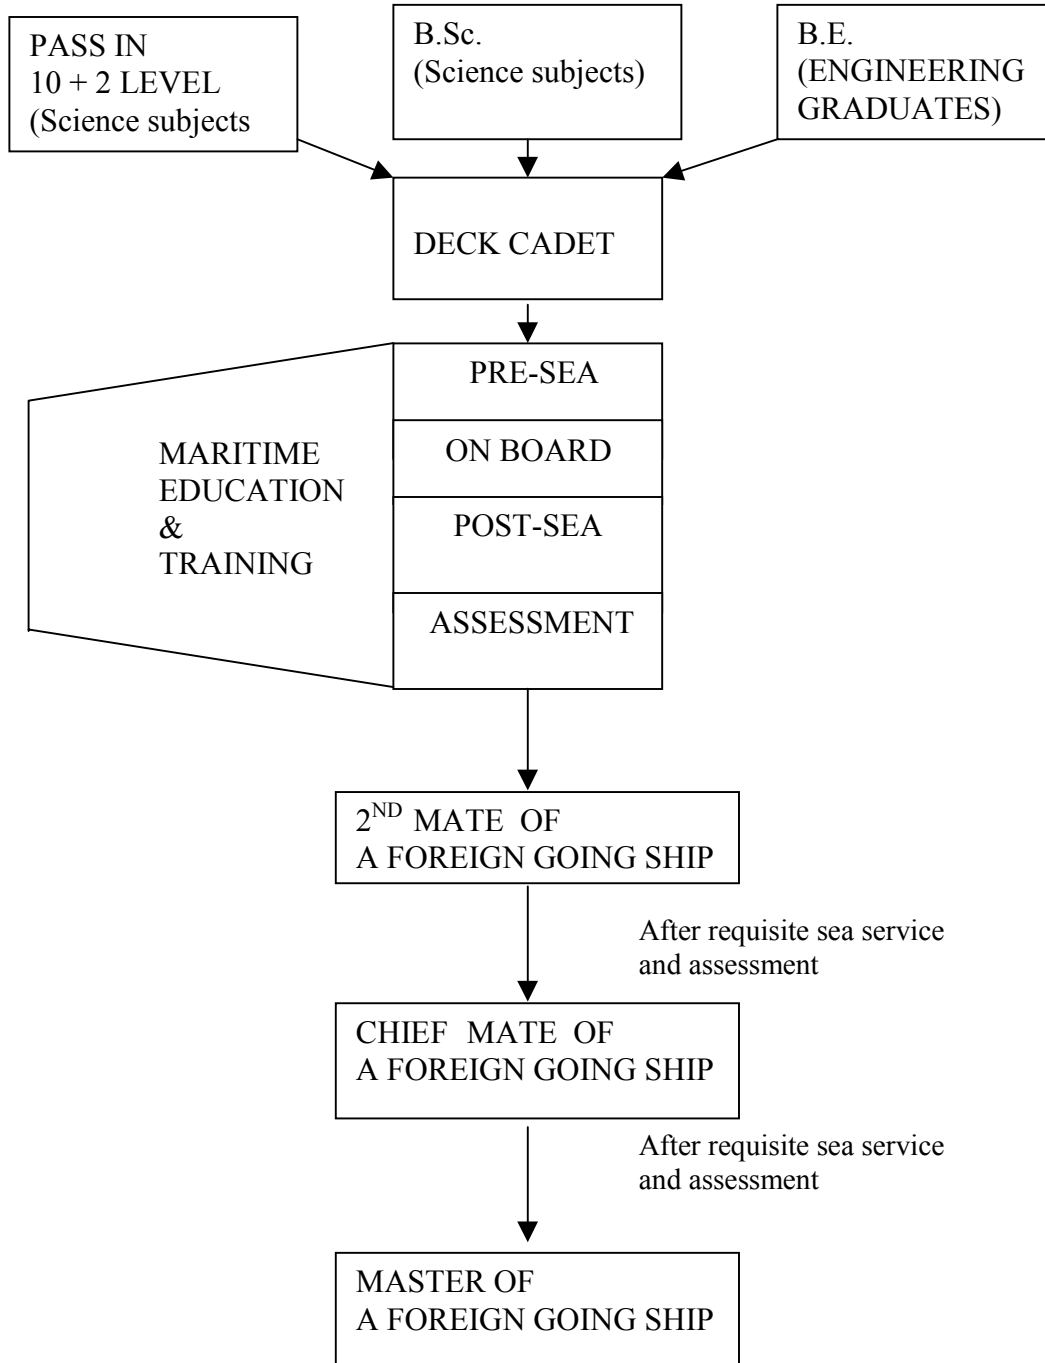 PASS IN
10 + 2 LEVEL
(Science subjects
B.Sc.
(Science subjects)
B.E.
(ENGINEERING
GRADUATES)
DECK CADET
PRE-SEA
ON BOARD
POST-SEA
ASSESSMENT
MARITIME
EDUCATION
&
TRAINING
2ND MATE OF
A FOREIGN GOING SHIP
After requisite sea service
and assessment
CHIEF MATE OF
A FOREIGN GOING SHIP
After requisite sea service
and assessment
MASTER OF
A FOREIGN GOING SHIP